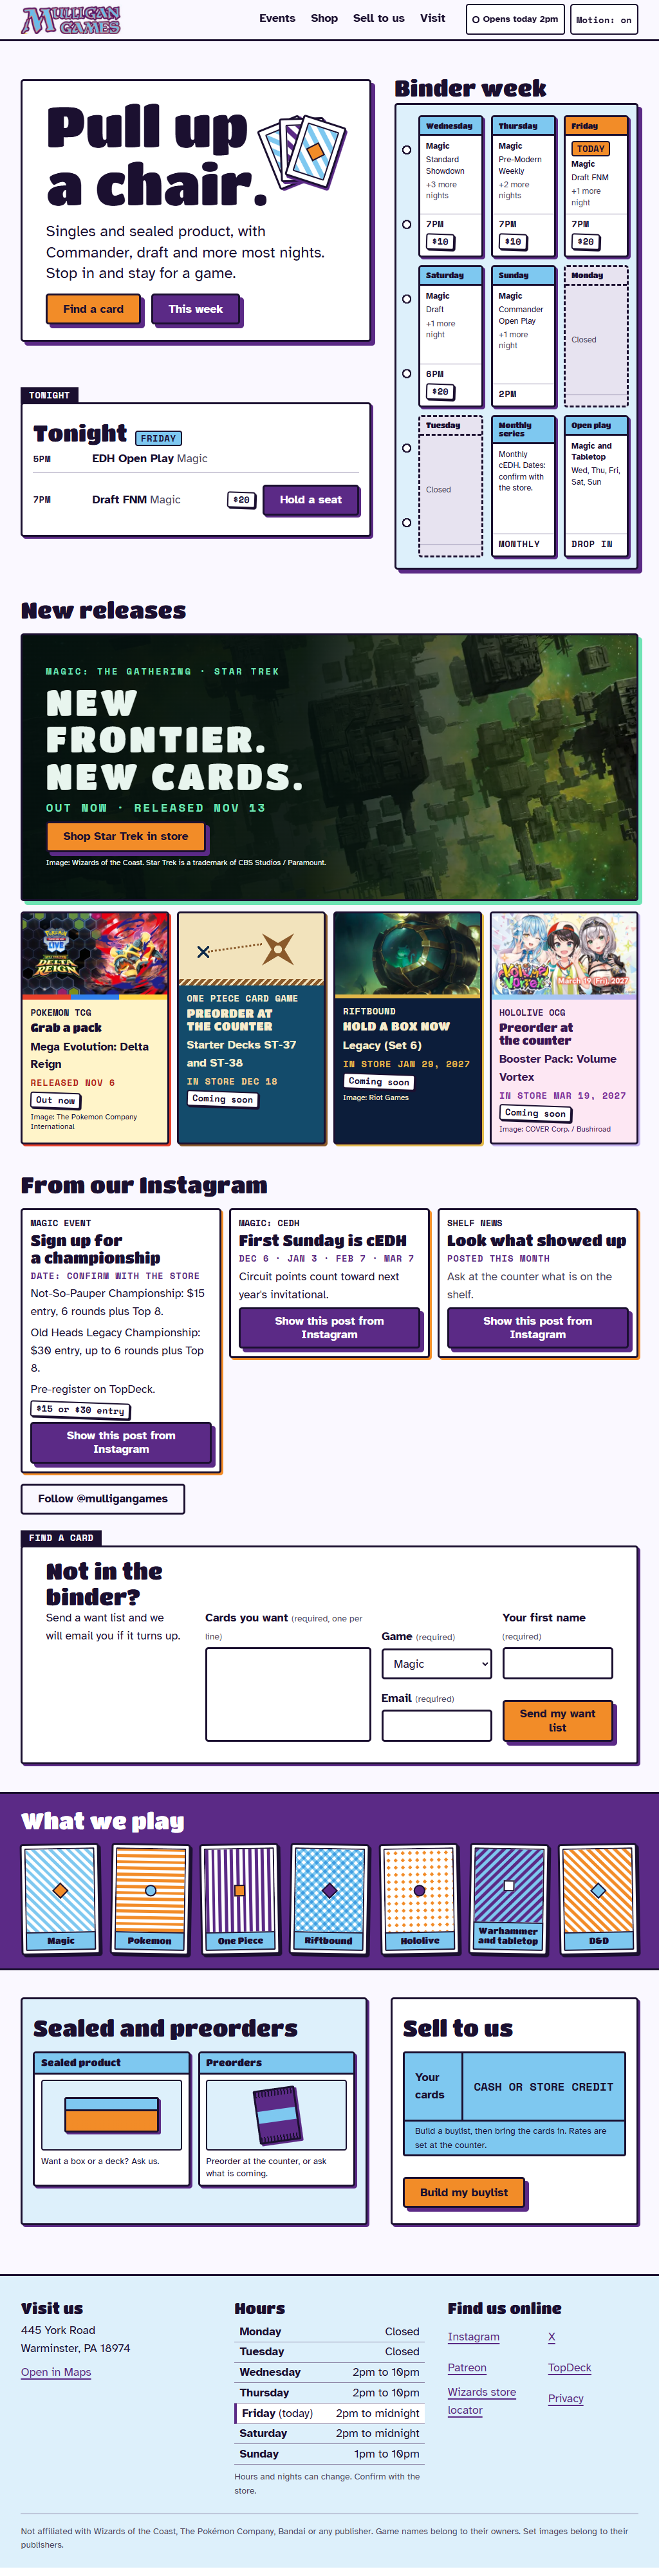 MULLIGAN GAMES
Events Shop Sell to us Visit
Opens today 2pm
Motion: on
Pull up
a chair.
Singles and sealed product, with
Commander, draft and more most nights.
Stop in and stay for a game.
Find a card
This week
Binder week
Wednesday
Magic
Standard
Showdown
+3 more
nights
7PM
$10
Thursday
Magic
Pre-Modern
Weekly
+2 more
nights
7PM
$10
Friday
TODAY
Magic
Draft FNM
+1 more
night
7PM
$20
Saturday
Magic
Draft
+1 more
night
6PM
$20
Sunday
Magic
Commander
Open Play
+1 more
night
2PM
Monday
Closed
Tuesday
Closed
Monthly
series
Monthly
cEDH. Dates:
confirm with
the store.
MONTHLY
Open play
Magic and
Tabletop
Wed, Thu, Fri,
Sat, Sun
DROP IN
TONIGHT
Tonight FRIDAY
5PM EDH Open Play Magic
7PM Draft FNM Magic $20 Hold a seat
New releases
MAGIC: THE GATHERING · STAR TREK
NEW
FRONTIER.
NEW CARDS.
OUT NOW · RELEASED NOV 13
Shop Star Trek in store
Image: Wizards of the Coast. Star Trek is a trademark of CBS Studios / Paramount.
DELTA
REIGN
POKEMON TCG
Grab a pack
Mega Evolution: Delta
Reign
RELEASED NOV 6
Out now
Image: The Pokemon Company
International
ONE PIECE CARD GAME
PREORDER AT
THE COUNTER
Starter Decks ST-37
and ST-38
IN STORE DEC 18
Coming soon
RIFTBOUND
HOLD A BOX NOW
Legacy (Set 6)
IN STORE JAN 29, 2027
Coming soon
Image: Riot Games
Volume
Vortex
March 19 (Fri), 2027
HOLOLIVE OCG
Preorder at
the counter
Booster Pack: Volume
Vortex
IN STORE MAR 19, 2027
Coming soon
Image: COVER Corp. / Bushiroad
From our Instagram
MAGIC EVENT
Sign up for
a championship
DATE: CONFIRM WITH THE STORE
Not-So-Pauper Championship: $15
entry, 6 rounds plus Top 8.
Old Heads Legacy Championship:
$30 entry, up to 6 rounds plus Top
8.
Pre-register on TopDeck.
$15 or $30 entry
Show this post from
Instagram
MAGIC: CEDH
First Sunday is cEDH
DEC 6 · JAN 3 · FEB 7 · MAR 7
Circuit points count toward next
year's invitational.
Show this post from
Instagram
SHELF NEWS
Look what showed up
POSTED THIS MONTH
Ask at the counter what is on the
shelf.
Show this post from
Instagram
Follow @mulligangames
FIND A CARD
Not in the
binder?
Send a want list and we
will email you if it turns up.
Cards you want (required, one per
line)
Game (required)
Magic
Email (required)
Your first name
(required)
Send my want
list
What we play
Magic
Pokemon
One Piece
Riftbound
Hololive
Warhammer
and tabletop
D&D
Sealed and preorders
Sealed product
Want a box or a deck? Ask us.
Preorders
Preorder at the counter, or ask
what is coming.
Sell to us
Your
cards
CASH OR STORE CREDIT
Build a buylist, then bring the cards in. Rates are
set at the counter.
Build my buylist
Visit us
445 York Road
Warminster, PA 18974
Open in Maps
Hours
Monday Closed
Tuesday Closed
Wednesday 2pm to 10pm
Thursday 2pm to 10pm
Friday (today) 2pm to midnight
Saturday 2pm to midnight
Sunday 1pm to 10pm
Hours and nights can change. Confirm with the
store.
Find us online
Instagram X
Patreon TopDeck
Wizards store
locator
Privacy
Not affiliated with Wizards of the Coast, The Pokémon Company, Bandai or any publisher. Game names belong to their owners. Set images belong to their
publishers.